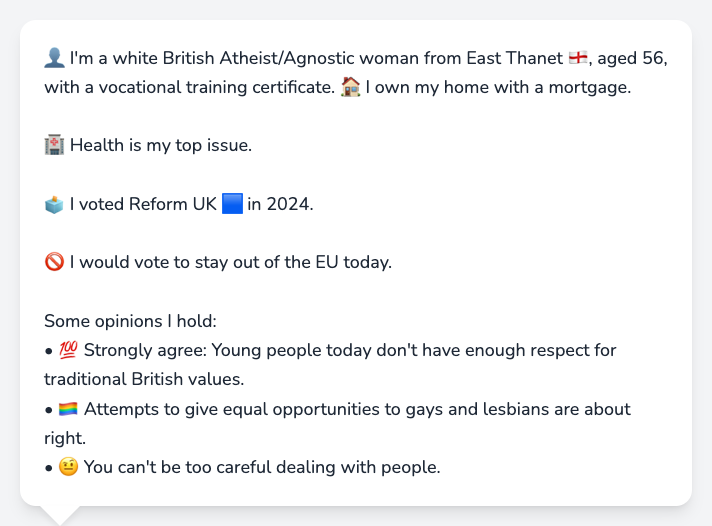 👤 I'm a white British Atheist/Agnostic woman from East Thanet 🏴󠁧󠁢󠁥󠁮󠁧󠁿, aged 56,
with a vocational training certificate. 🏠 I own my home with a mortgage.
🏥 Health is my top issue.
🗳️ I voted Reform UK 🟦 in 2024.
🚫 I would vote to stay out of the EU today.
Some opinions I hold:
• 💯 Strongly agree: Young people today don't have enough respect for
traditional British values.
• 🏳️‍🌈 Attempts to give equal opportunities to gays and lesbians are about
right.
• 🤨 You can't be too careful dealing with people.